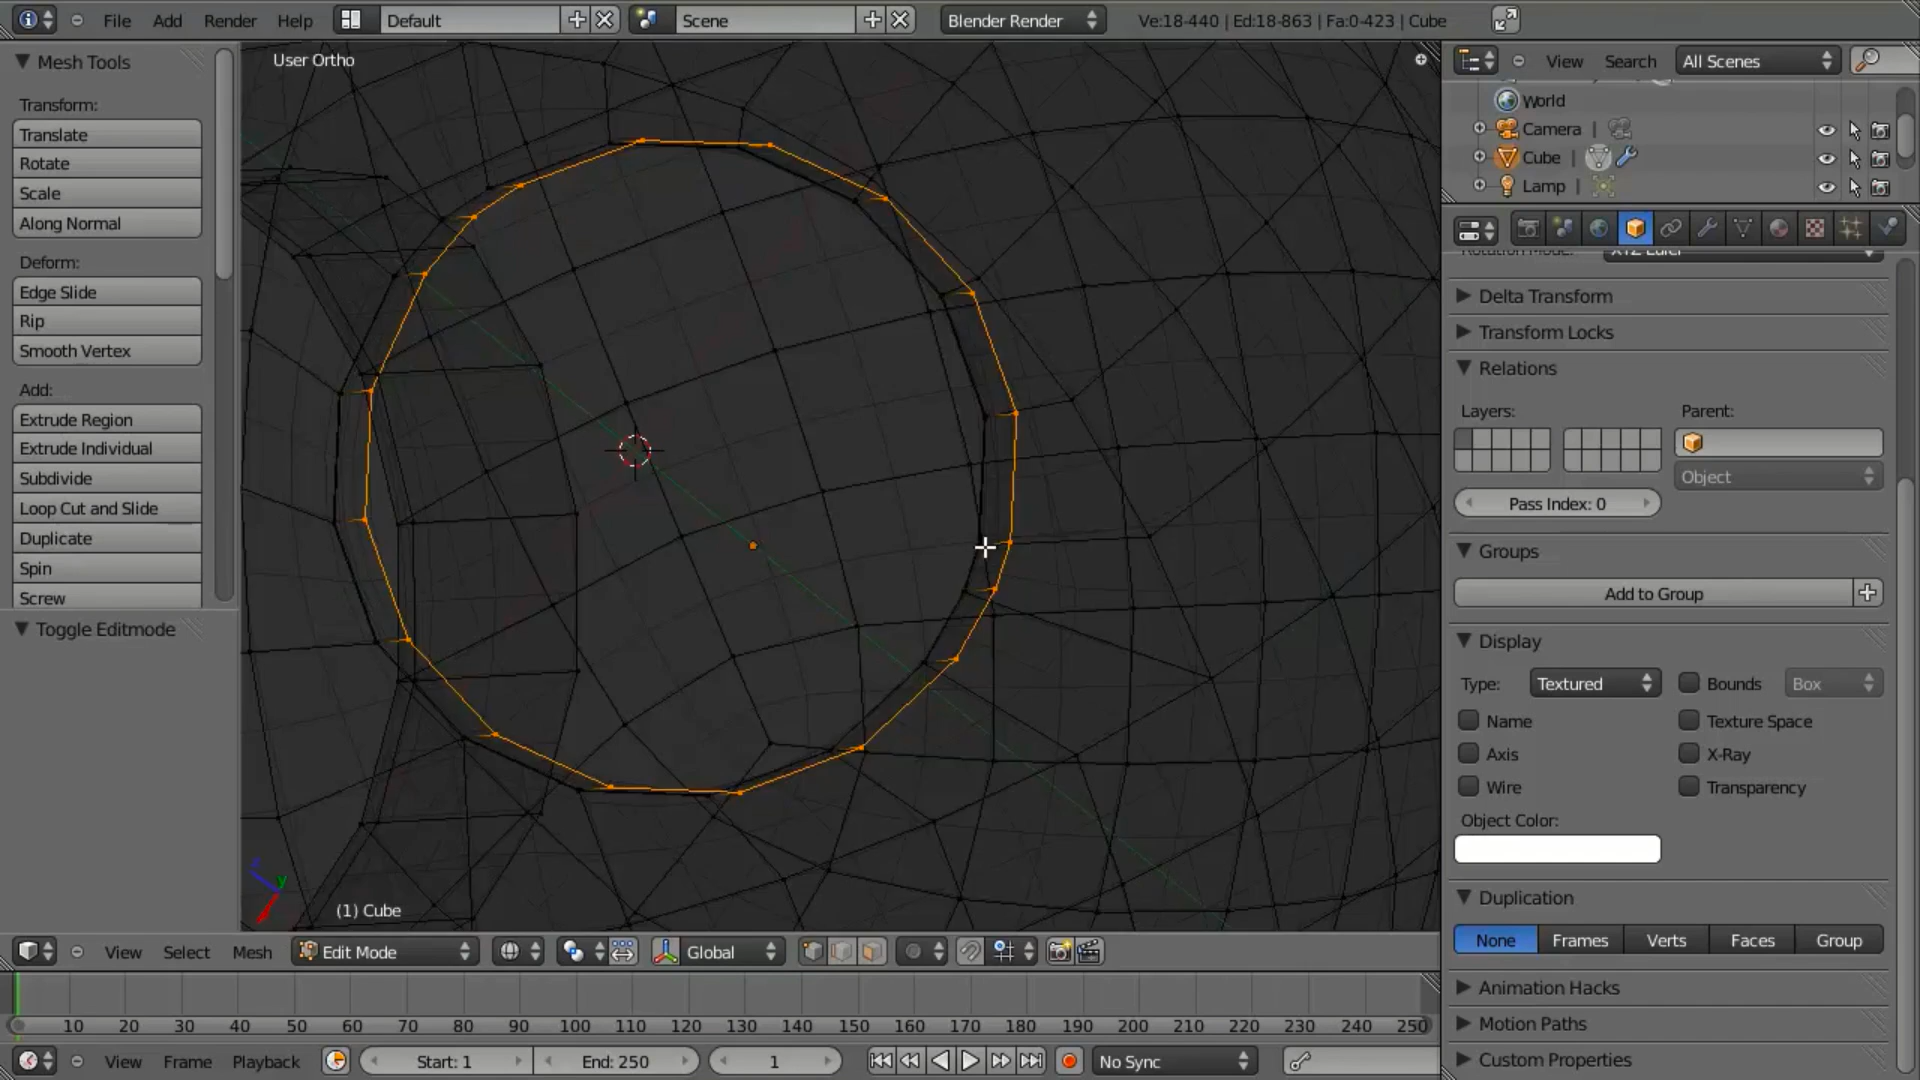 File Add Render Help Default Scene Blender Render Ve:18-440 | Ed:18-863 | Fa:0-423 | Cube
Mesh Tools
Transform:
Translate
Rotate
Scale
Along Normal
Deform:
Edge Slide
Rip
Smooth Vertex
Add:
Extrude Region
Extrude Individual
Subdivide
Loop Cut and Slide
Duplicate
Spin
Screw
Toggle Editmode
User Ortho
y
(1) Cube
View Search All Scenes
World
Camera
Cube
Lamp
Rotation Mode: XYZ Euler
Delta Transform
Transform Locks
Relations
Layers: Parent:
Object
Pass Index: 0
Groups
Add to Group
Display
Type: Textured Bounds Box
Name Texture Space
Axis X-Ray
Wire Transparency
Object Color:
Duplication
None Frames Verts Faces Group
Animation Hacks
Motion Paths
Custom Properties
View Select Mesh Edit Mode Global
10 20 30 40 50 60 70 80 90 100 110 120 130 140 150 160 170 180 190 200 210 220 230 240 250
View Frame Playback Start: 1 End: 250 1 No Sync